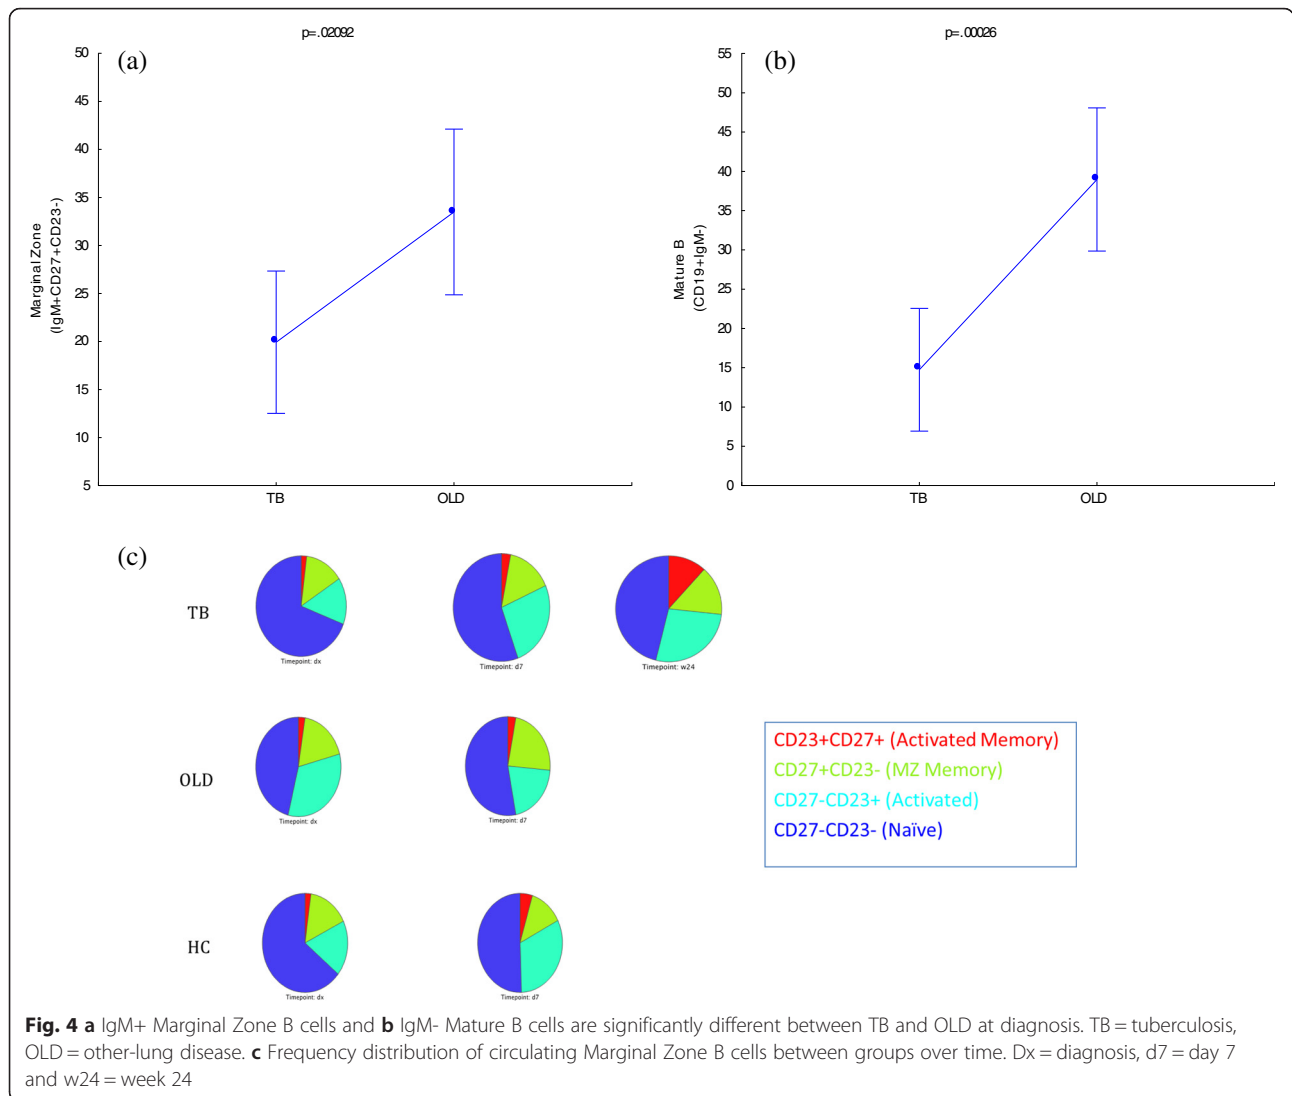 p=.02092
(a)
50
45
40
35
30
25
20
15
10
5
Marginal Zone
(IgM+CD27+CD23-)
TB
OLD
p=.00026
(b)
55
50
45
40
35
30
25
20
15
10
5
0
Mature B
(CD19+IgM-)
TB
OLD
(c)
TB
Timepoint: dx
Timepoint: d7
Timepoint: w24
OLD
Timepoint: dx
Timepoint: d7
HC
Timepoint: dx
Timepoint: d7
CD23+CD27+ (Activated Memory)
CD27+CD23- (MZ Memory)
CD27-CD23+ (Activated)
CD27-CD23- (Naïve)
Fig. 4 a IgM+ Marginal Zone B cells and b IgM- Mature B cells are significantly different between TB and OLD at diagnosis. TB = tuberculosis,
OLD = other-lung disease. c Frequency distribution of circulating Marginal Zone B cells between groups over time. Dx = diagnosis, d7 = day 7
and w24 = week 24